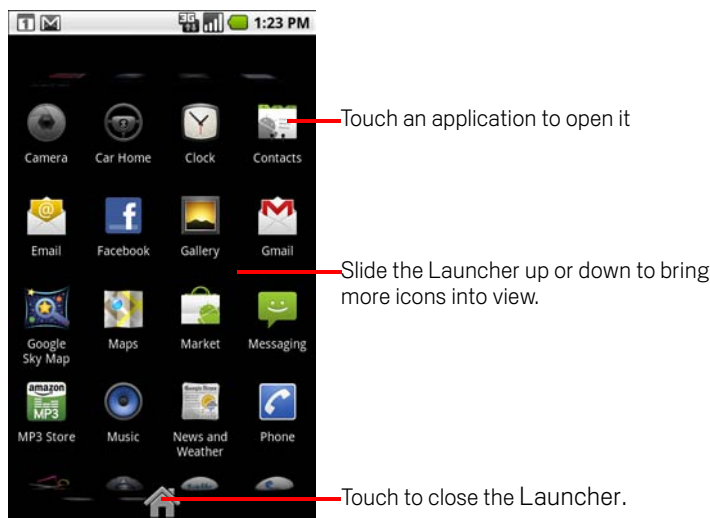 1 3G 1:23 PM
Touch an application to open it
Camera Car Home Clock Contacts
Email Facebook Gallery Gmail
Slide the Launcher up or down to bring
more icons into view.
Google Maps Market Messaging
Sky Map
amazon
MP3
MP3 Store Music News and Phone
Weather
Touch to close the Launcher.